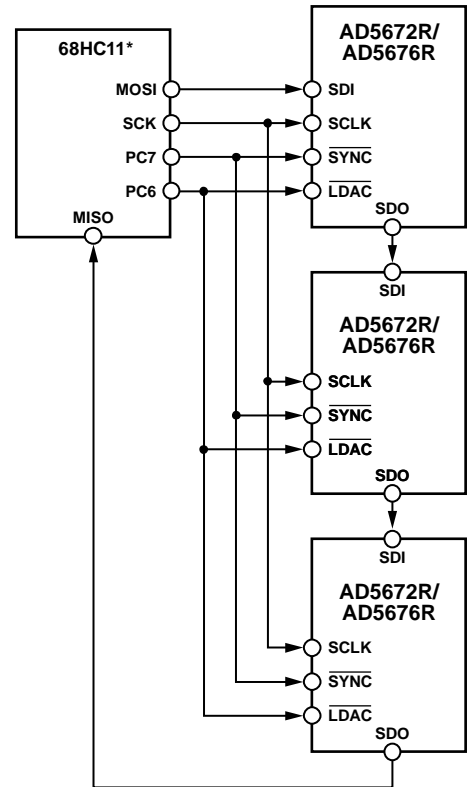 68HC11*
MOSI
SCK
PC7
PC6
MISO
AD5672R/
AD5676R
SDI
SCLK
SYNC
LDAC
SDO
SDI
AD5672R/
AD5676R
SCLK
SYNC
LDAC
SDO
SDI
AD5672R/
AD5676R
SCLK
SYNC
LDAC
SDO